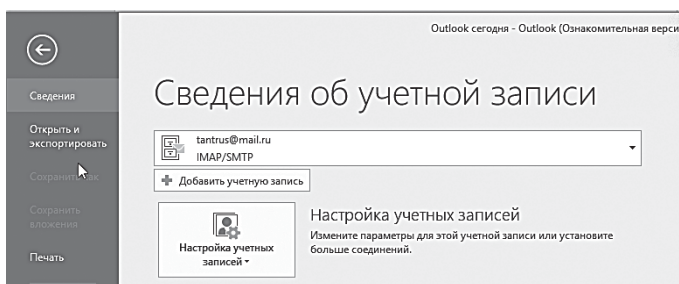 Outlook сегодня - Outlook (Ознакомительная верси
Сведения
Открыть и
экспортировать
Сохранить как
Сохранить
вложения
Печать
Сведения об учетной записи
tantrus@mail.ru
IMAP/SMTP
Добавить учетную запись
Настройка учетных
записей
Настройка учетных записей
Измените параметры для этой учетной записи или установите
больше соединений.